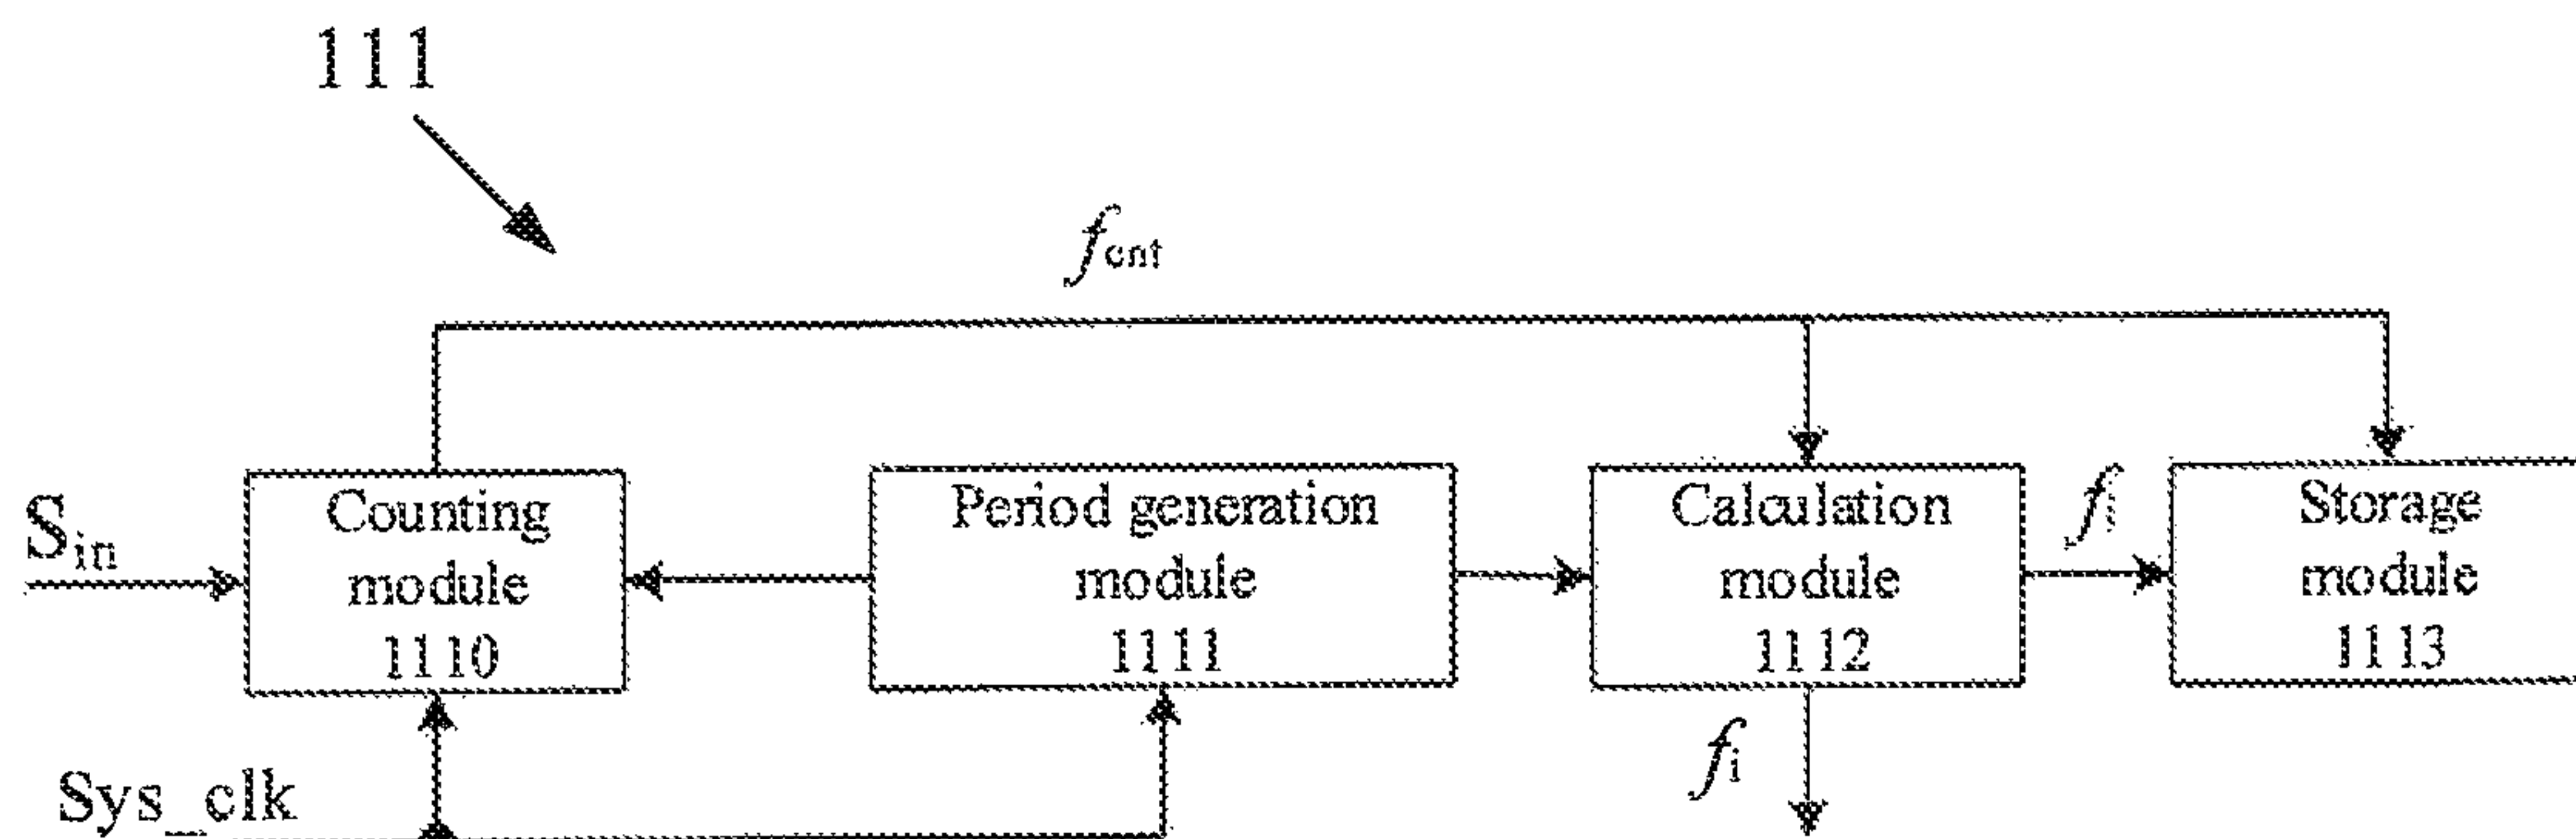 111
fcnt
Sin
Counting
module
1110
Period generation
module
1111
Calculation
module
1112
fi
Storage
module
1113
Sys_clk
fi